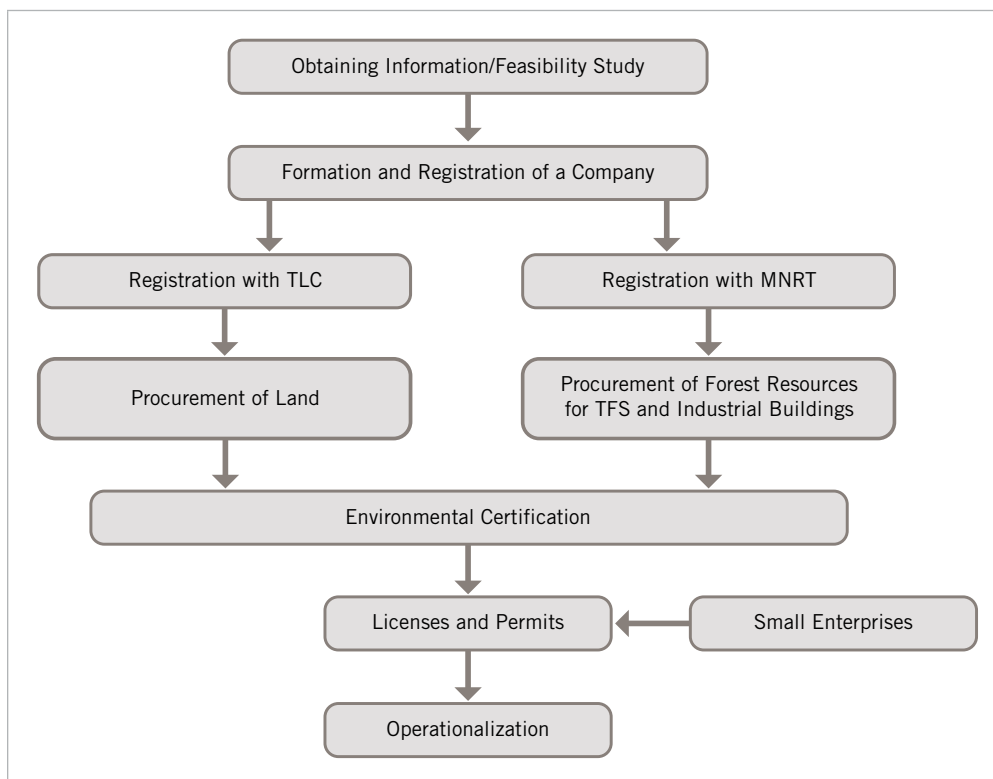 Obtaining Information/Feasibility Study
Formation and Registration of a Company
Registration with TLC
Registration with MNRT
Procurement of Land
Procurement of Forest Resources
for TFS and Industrial Buildings
Environmental Certification
Licenses and Permits
Small Enterprises
Operationalization